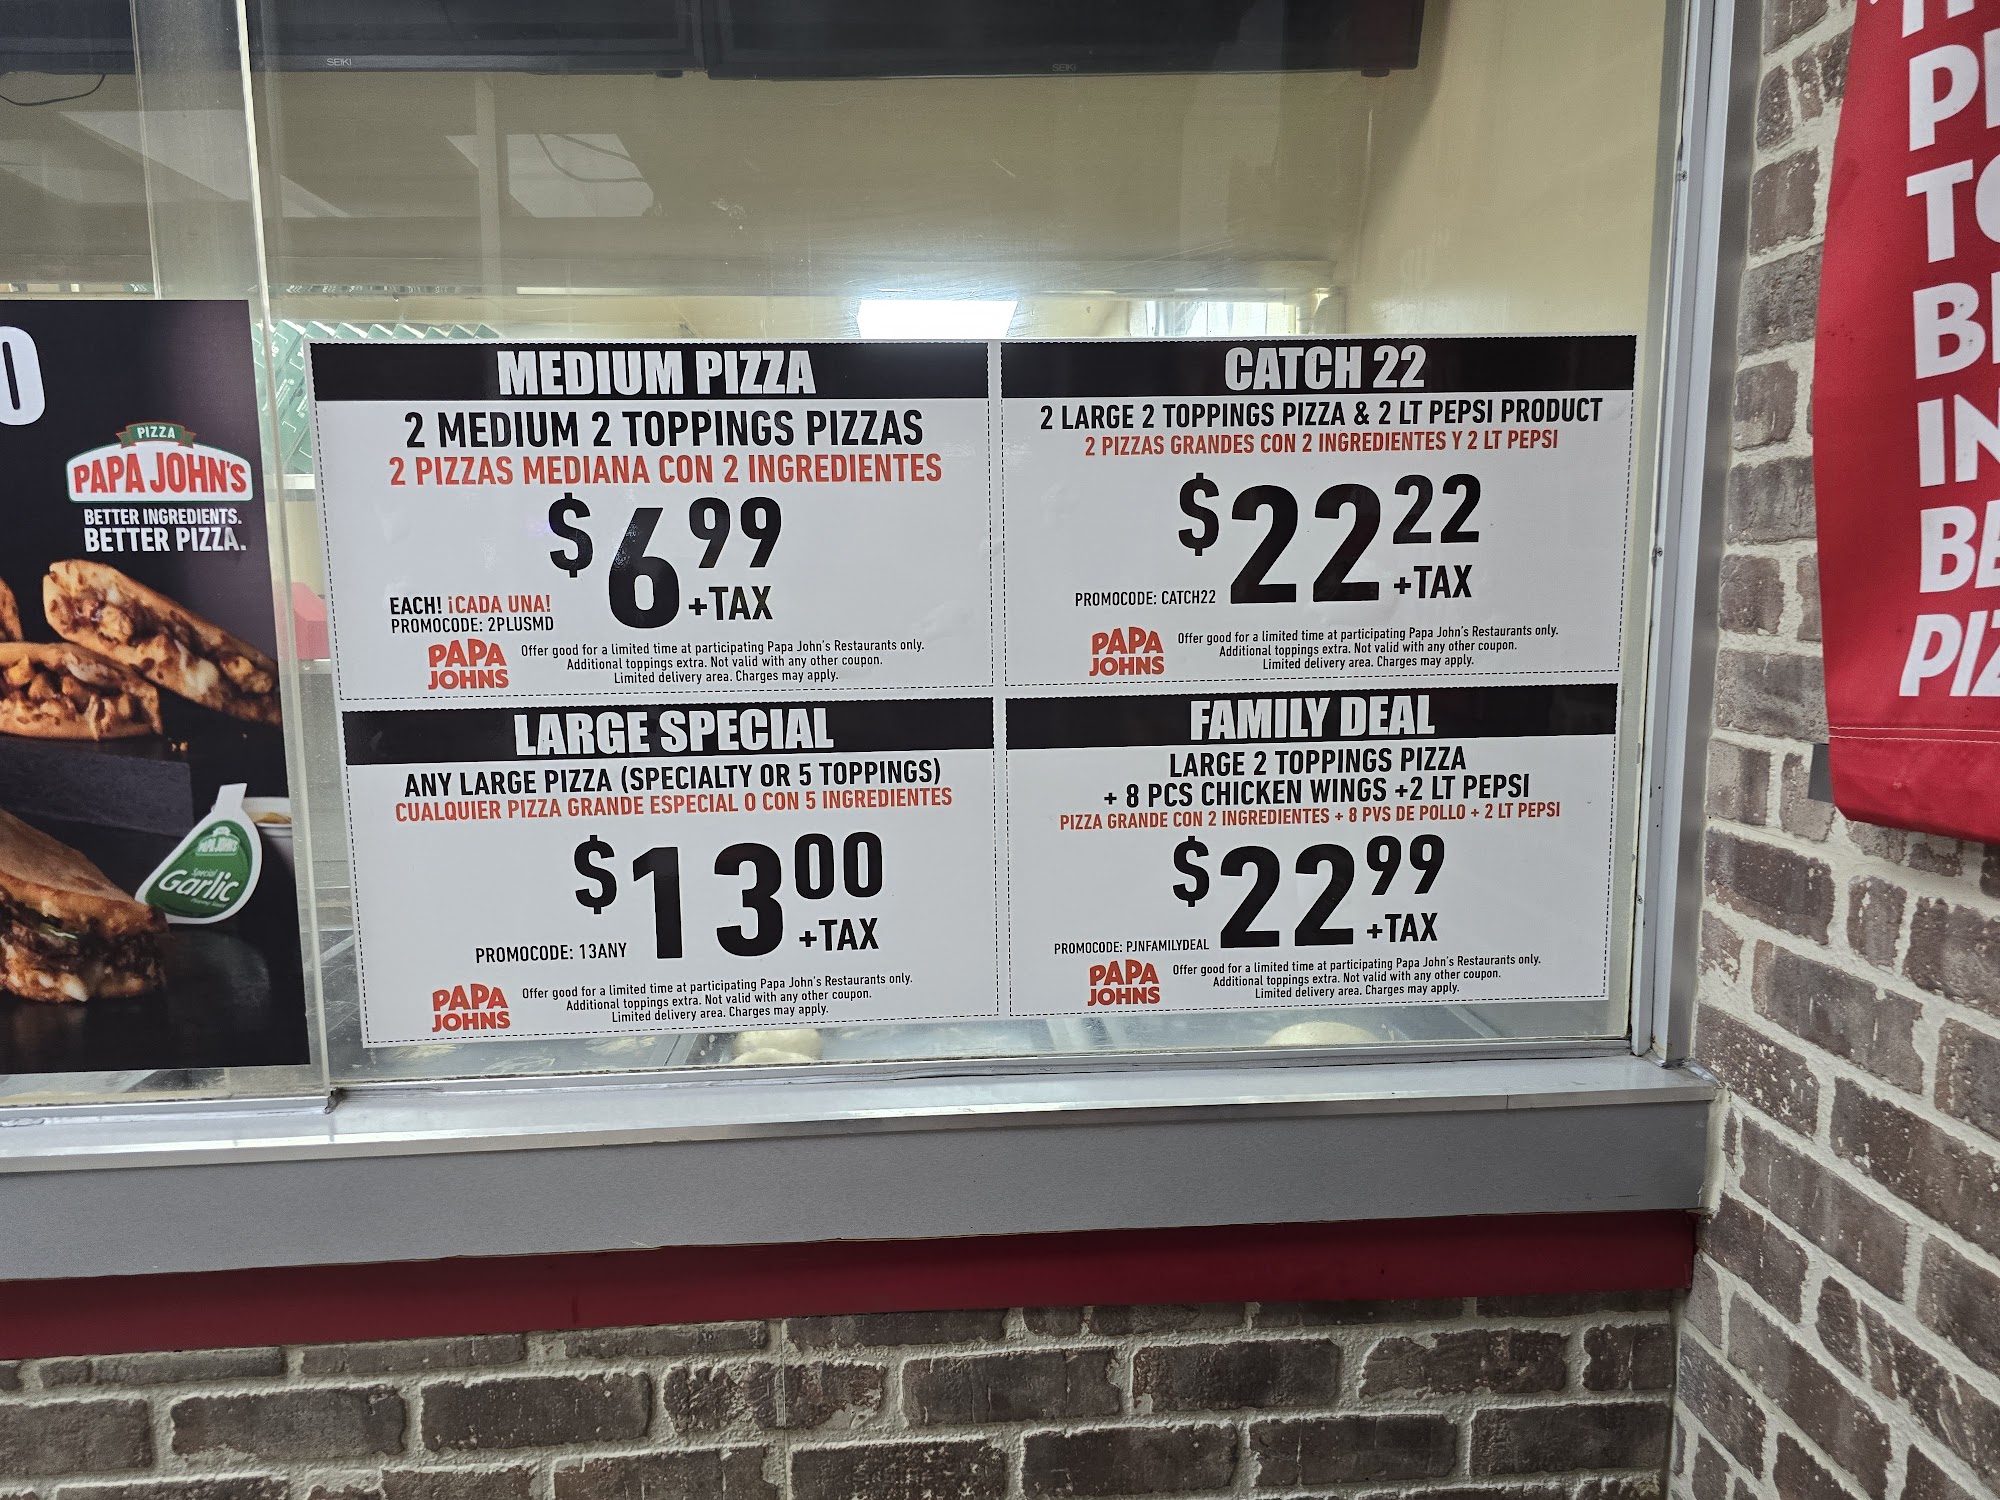 SEIKI
SEIKI
0
PIZZA
PAPA JOHN'S
BETTER INGREDIENTS.
BETTER PIZZA.
PAPA JOHNS
Special
Garlic
MEDIUM PIZZA
2 MEDIUM 2 TOPPINGS PIZZAS
2 PIZZAS MEDIANA CON 2 INGREDIENTES
$6 99
+TAX
EACH! ¡CADA UNA!
PROMOCODE: 2PLUSMD
PAPA
JOHNS
Offer good for a limited time at participating Papa John's Restaurants only.
Additional toppings extra. Not valid with any other coupon.
Limited delivery area. Charges may apply.
CATCH 22
2 LARGE 2 TOPPINGS PIZZA & 2 LT PEPSI PRODUCT
2 PIZZAS GRANDES CON 2 INGREDIENTES Y 2 LT PEPSI
$22 22
+TAX
PROMOCODE: CATCH22
PAPA
JOHNS
Offer good for a limited time at participating Papa John's Restaurants only.
Additional toppings extra. Not valid with any other coupon.
Limited delivery area. Charges may apply.
LARGE SPECIAL
ANY LARGE PIZZA (SPECIALTY OR 5 TOPPINGS)
CUALQUIER PIZZA GRANDE ESPECIAL O CON 5 INGREDIENTES
$13 00
+TAX
PROMOCODE: 13ANY
PAPA
JOHNS
Offer good for a limited time at participating Papa John's Restaurants only.
Additional toppings extra. Not valid with any other coupon.
Limited delivery area. Charges may apply.
FAMILY DEAL
LARGE 2 TOPPINGS PIZZA
+ 8 PCS CHICKEN WINGS +2 LT PEPSI
PIZZA GRANDE CON 2 INGREDIENTES + 8 PVS DE POLLO + 2 LT PEPSI
$22 99
+TAX
PROMOCODE: PJNFAMILYDEAL
PAPA
JOHNS
Offer good for a limited time at participating Papa John's Restaurants only.
Additional toppings extra. Not valid with any other coupon.
Limited delivery area. Charges may apply.